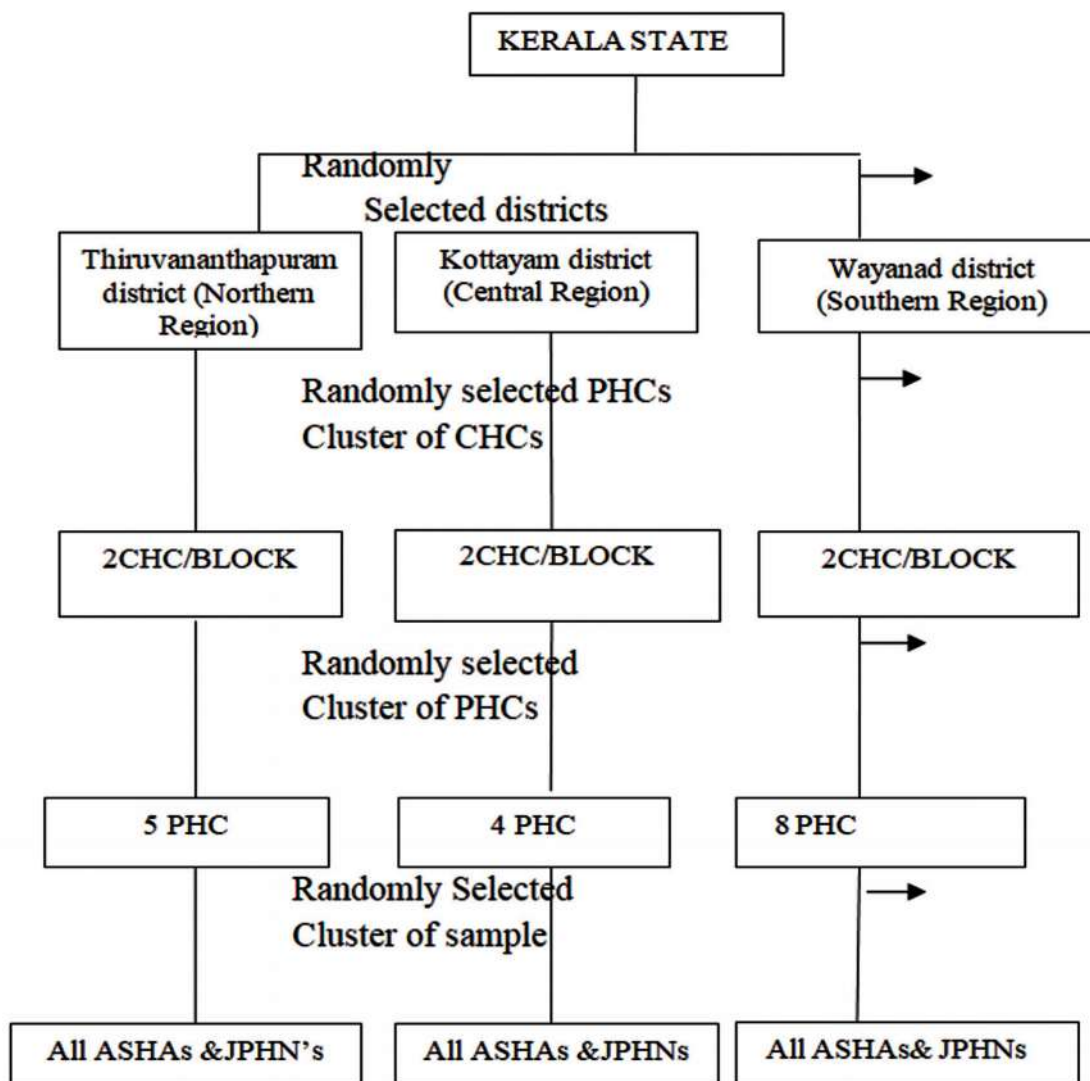 KERALA STATE
Randomly
Selected districts
Thiruvananthapuram
district (Northern
Region)
Kottayam district
(Central Region)
Wayanad district
(Southern Region)
Randomly selected PHCs
Cluster of CHCs
2CHC/BLOCK
2CHC/BLOCK
2CHC/BLOCK
Randomly selected
Cluster of PHCs
5 PHC
4 PHC
8 PHC
Randomly Selected
Cluster of sample
All ASHAs &JPHN's
All ASHAs &JPHNs
All ASHAs& JPHNs